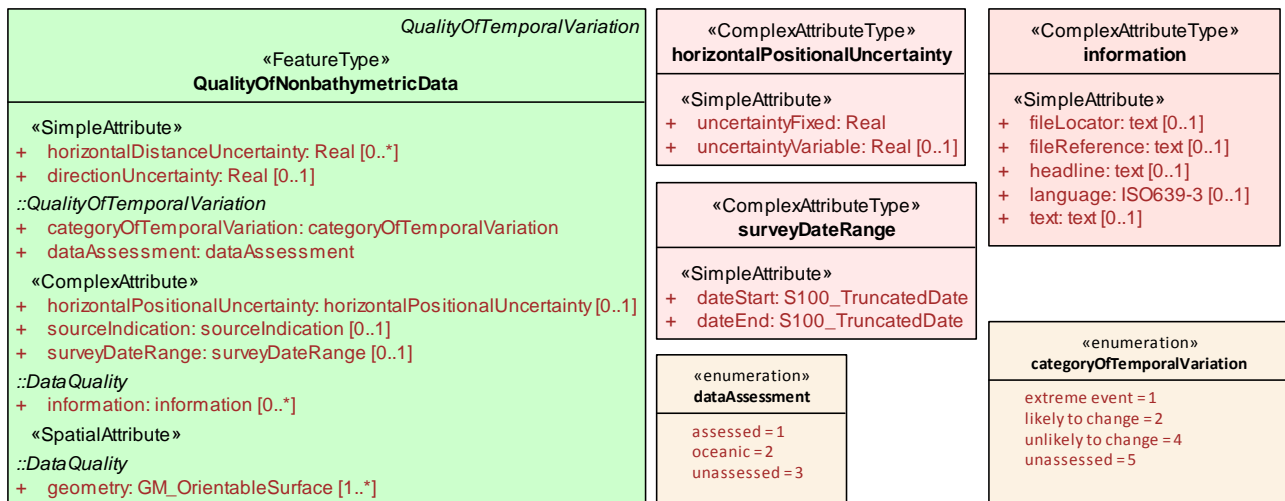 QualityOfTemporalVariation
«FeatureType»
QualityOfNonbathymetricData
«SimpleAttribute»
+ horizontalDistanceUncertainty: Real [0..*]
+ directionUncertainty: Real [0..1]
::QualityOfTemporalVariation
+ categoryOfTemporalVariation: categoryOfTemporalVariation
+ dataAssessment: dataAssessment
«ComplexAttribute»
+ horizontalPositionalUncertainty: horizontalPositionalUncertainty [0..1]
+ sourceIndication: sourceIndication [0..1]
+ surveyDateRange: surveyDateRange [0..1]
::DataQuality
+ information: information [0..*]
«SpatialAttribute»
::DataQuality
+ geometry: GM_OrientableSurface [1..*]
«ComplexAttributeType»
horizontalPositionalUncertainty
«SimpleAttribute»
+ uncertaintyFixed: Real
+ uncertaintyVariable: Real [0..1]
«ComplexAttributeType»
surveyDateRange
«SimpleAttribute»
+ dateStart: S100_TruncatedDate
+ dateEnd: S100_TruncatedDate
«enumeration»
dataAssessment
assessed = 1
oceanic = 2
unassessed = 3
«ComplexAttributeType»
information
«SimpleAttribute»
+ fileLocator: text [0..1]
+ fileReference: text [0..1]
+ headline: text [0..1]
+ language: ISO639-3 [0..1]
+ text: text [0..1]
«enumeration»
categoryOfTemporalVariation
extreme event = 1
likely to change = 2
unlikely to change = 4
unassessed = 5